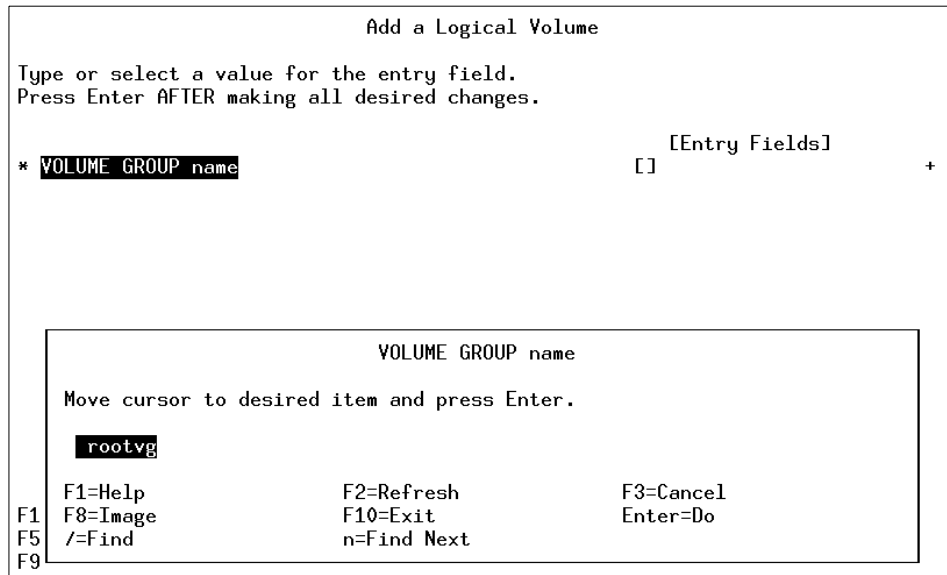 Add a Logical Volume
Type or select a value for the entry field.
Press Enter AFTER making all desired changes.
[Entry Fields]
* VOLUME GROUP name [] +
VOLUME GROUP name
Move cursor to desired item and press Enter.
rootvg
F1=Help F2=Refresh F3=Cancel
F1 F8=Image F10=Exit Enter=Do
F5 /=Find n=Find Next
F9